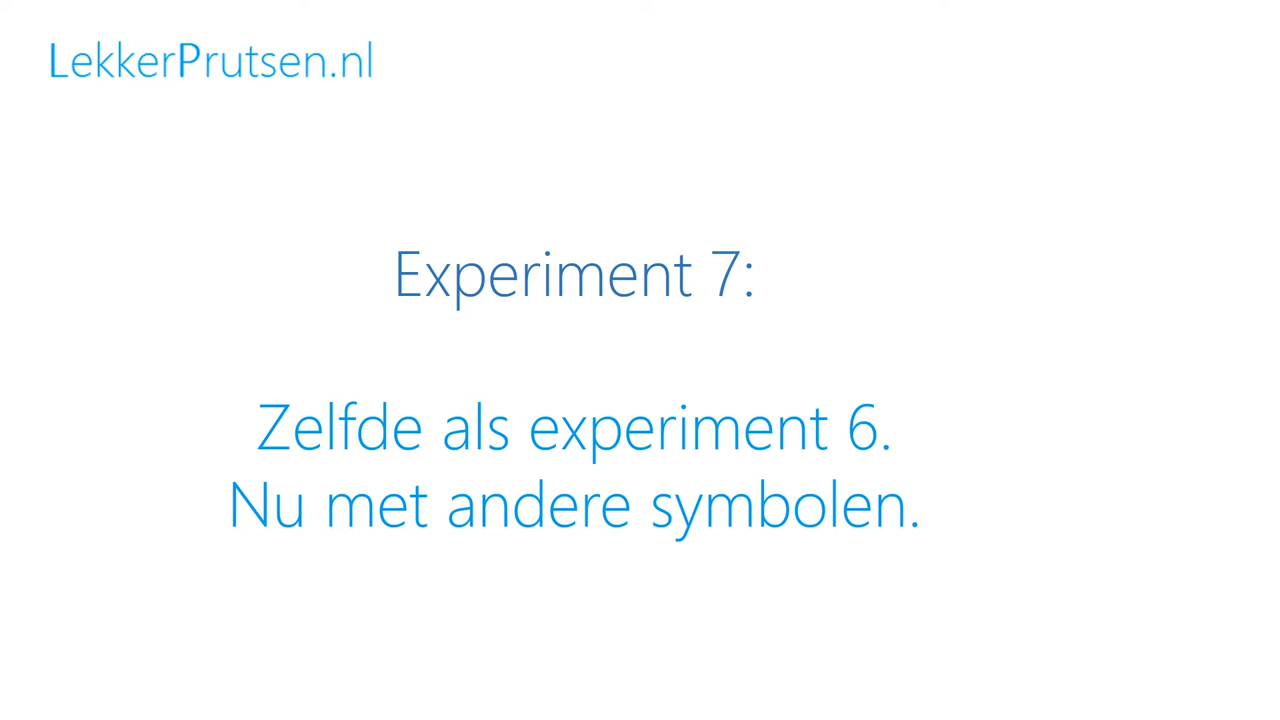 LekkerPrutsen.nl
Experiment 7:
Zelfde als experiment 6.
Nu met andere symbolen.